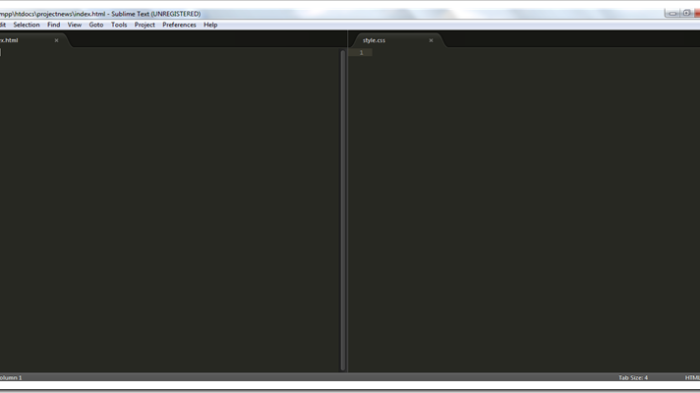 mpp\htdocs\projectnews\index.html - Sublime Text (UNREGISTERED)
dit Selection Find View Goto Tools Project Preferences Help
x.html × style.css ×
1
olumn 1 Tab Size: 4 HTML